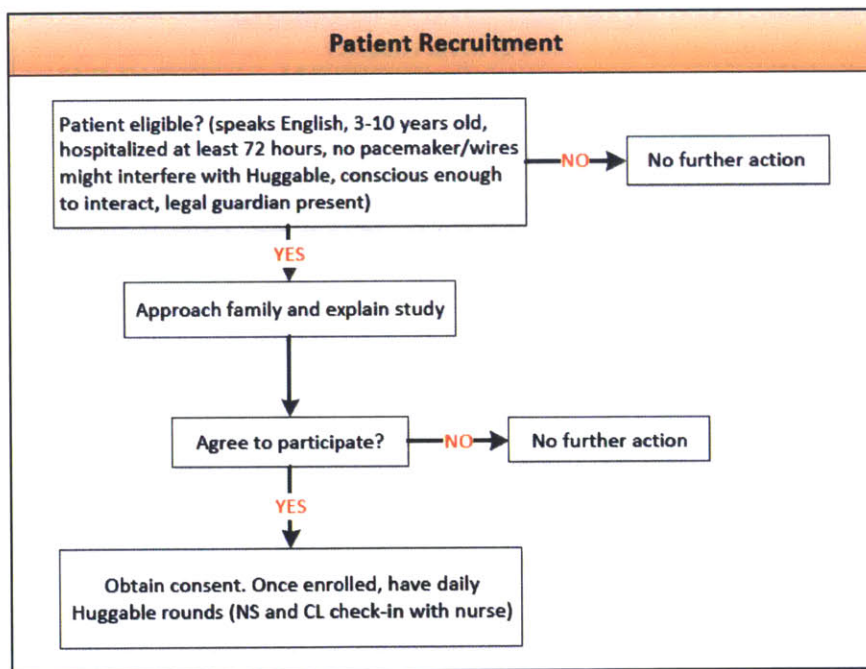 Patient Recruitment
Patient eligible? (speaks English, 3-10 years old,
hospitalized at least 72 hours, no pacemaker/wires
might interfere with Huggable, conscious enough
to interact, legal guardian present)
NO
No further action
YES
Approach family and explain study
Agree to participate?
NO
No further action
YES
Obtain consent. Once enrolled, have daily
Huggable rounds (NS and CL check-in with nurse)